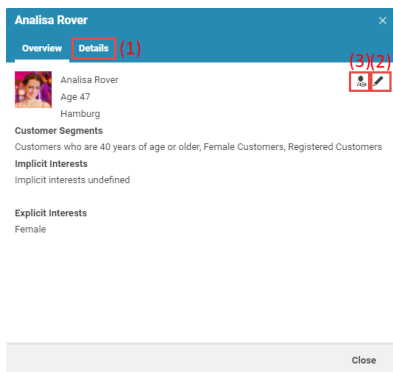 Analisa Rover ×
Overview Details (1)
(3)(2)
Analisa Rover
Age 47
Hamburg
Customer Segments
Customers who are 40 years of age or older, Female Customers, Registered Customers
Implicit Interests
Implicit interests undefined
Explicit Interests
Female
Close